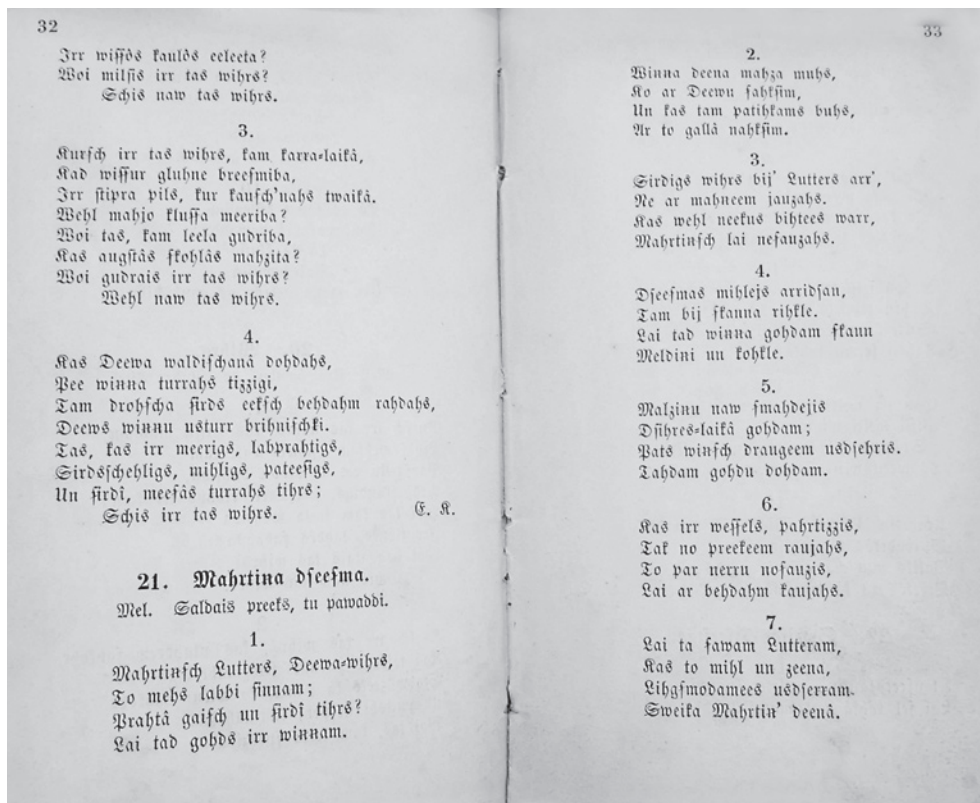 32
Irr wiſſôs kaulôs eeleeta?
Woi milſis irr tas wihrs?
Schis naw tas wihrs.
3.
Kurſch irr tas wihrs, kam karra-laikâ,
Kad wiſſur gluhne breeſmiba,
Irr ſtipra pils, kur kauſch'nahs twaikâ.
Wehl mahjo kluſſa meeriba?
Woi tas, kam leela gudriba,
Kas augſtâs ſkohlâs mahzita?
Woi gudrais irr tas wihrs?
Wehl naw tas wihrs.
4.
Kas Deewa waldiſchanâ dohdahs,
Pee winna turrahs tizzigi,
Tam drohſcha ſirds eekſch behdahm rahdahs,
Deews winnu usturr brihniſchki.
Tas, kas irr meerigs, labprahtigs,
Sirdsſchehligs, mihligs, pateeſigs,
Un ſirdî, meeſâs turrahs tihrs;
Schis irr tas wihrs. E. K.
21. Mahrtina dſeeſma.
Mel. Saldais preeks, tu pawaddi.
1.
Mahrtinſch Lutters, Deewa-wihrs,
To mehs labbi ſinnam;
Prahtâ gaiſch un ſirdî tihrs?
Lai tad gohds irr winnam.
33
2.
Winna deena mahza muhs,
Ko ar Deewu ſahkſim,
Un kas tam patihkams buhs,
Ar to gallâ nahkſim.
3.
Sirdigs wihrs bij' Lutters arr',
Ne ar mahneem jauzahs.
Kas wehl neekus bihtees warr,
Mahrtinſch lai neſauzahs.
4.
Dſeeſmas mihlejs arridſan,
Tam bij ſkanna rihkle.
Lai tad winna gohdam ſkann
Meldini un kohkle.
5.
Malzinu naw ſmahdejis
Dſihres-laikâ gohdam;
Pats winſch draugeem usdſehris.
Tahdam gohdu dohdam.
6.
Kas irr weſſels, pahrtizzis,
Tak no preekeem raujahs,
To par nerru noſauzis,
Lai ar behdahm kaujahs.
7.
Lai ta ſawam Lutteram,
Kas to mihl un zeena,
Lihgſmodamees usdſerram.
Sweika Mahrtin' deenâ.